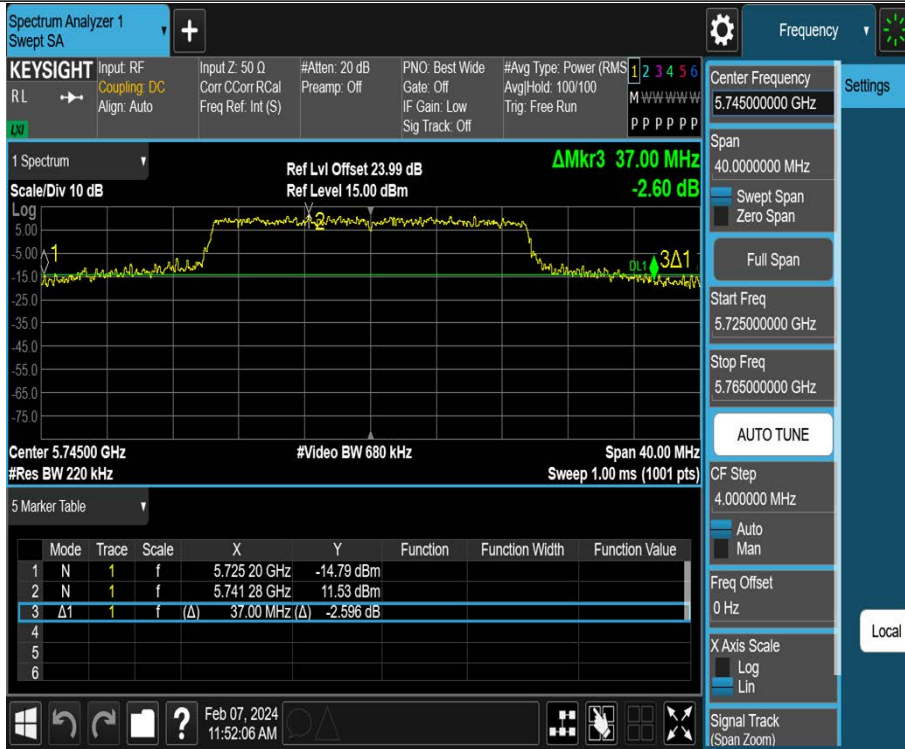 Spectrum Analyzer 1
Swept SA
+
Frequency
KEYSIGHT
RL
LXI
Input: RF
Coupling: DC
Align: Auto
Input Z: 50 Ω
Corr CCorr RCal
Freq Ref: Int (S)
#Atten: 20 dB
Preamp: Off
PNO: Best Wide
Gate: Off
IF Gain: Low
Sig Track: Off
#Avg Type: Power (RMS
Avg|Hold: 100/100
Trig: Free Run
1 2 3 4 5 6
M W W W W W
P P P P P P
1 Spectrum
Scale/Div 10 dB
Ref Lvl Offset 23.99 dB
Ref Level 15.00 dBm
ΔMkr3 37.00 MHz
-2.60 dB
Log
5.00
-5.00
-15.0
-25.0
-35.0
-45.0
-55.0
-65.0
-75.0
1
2
DL1
3Δ1
Center 5.74500 GHz
#Video BW 680 kHz
Span 40.00 MHz
#Res BW 220 kHz
Sweep 1.00 ms (1001 pts)
5 Marker Table
Mode Trace Scale X Y Function Function Width Function Value
1 N 1 f 5.725 20 GHz -14.79 dBm
2 N 1 f 5.741 28 GHz 11.53 dBm
3 Δ1 1 f (Δ) 37.00 MHz (Δ) -2.596 dB
4
5
6
?
Feb 07, 2024
11:52:06 AM
Center Frequency
5.745000000 GHz
Span
40.0000000 MHz
Swept Span
Zero Span
Full Span
Start Freq
5.725000000 GHz
Stop Freq
5.765000000 GHz
AUTO TUNE
CF Step
4.000000 MHz
Auto
Man
Freq Offset
0 Hz
X Axis Scale
Log
Lin
Signal Track
(Span Zoom)
Settings
Local